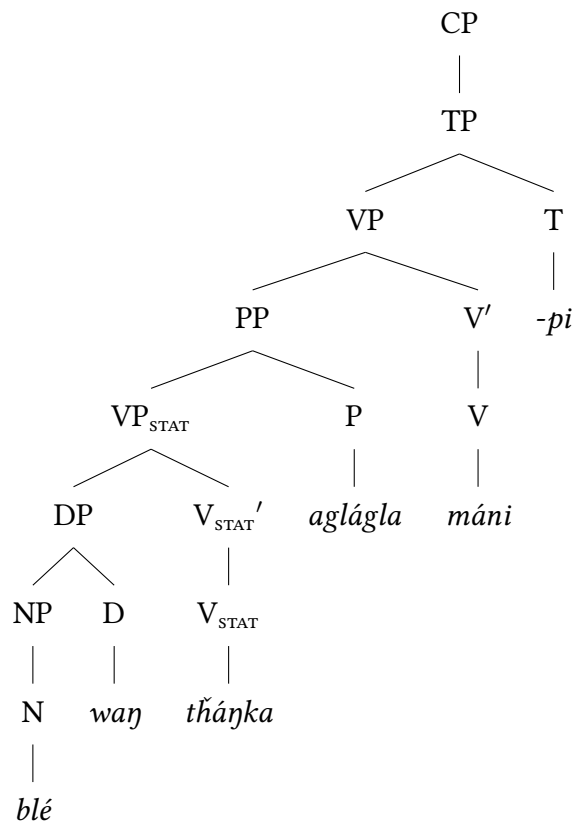 CP
TP
VP T
PP V′ -pi
VP_STAT P V
DP V_STAT′ aglágla máni
NP D V_STAT
N waŋ tȟáŋka
blé